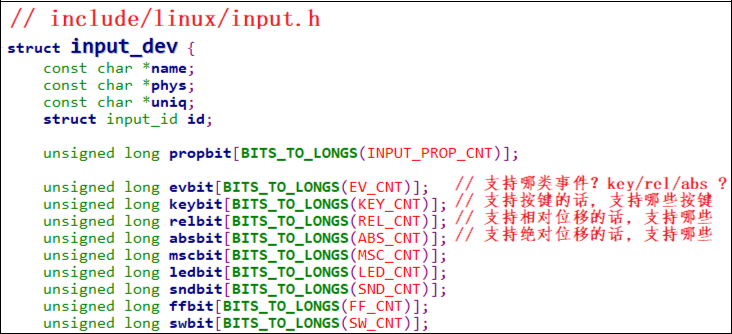 // include/linux/input.h
struct input_dev {
const char *name;
const char *phys;
const char *uniq;
struct input_id id;
unsigned long propbit[BITS_TO_LONGS(INPUT_PROP_CNT)];
unsigned long evbit[BITS_TO_LONGS(EV_CNT)]; // 支持哪类事件? key/rel/abs ?
unsigned long keybit[BITS_TO_LONGS(KEY_CNT)]; // 支持按键的话, 支持哪些按键
unsigned long relbit[BITS_TO_LONGS(REL_CNT)]; // 支持相对位移的话, 支持哪些
unsigned long absbit[BITS_TO_LONGS(ABS_CNT)]; // 支持绝对位移的话, 支持哪些
unsigned long mscbit[BITS_TO_LONGS(MSC_CNT)];
unsigned long ledbit[BITS_TO_LONGS(LED_CNT)];
unsigned long sndbit[BITS_TO_LONGS(SND_CNT)];
unsigned long ffbit[BITS_TO_LONGS(FF_CNT)];
unsigned long swbit[BITS_TO_LONGS(SW_CNT)];